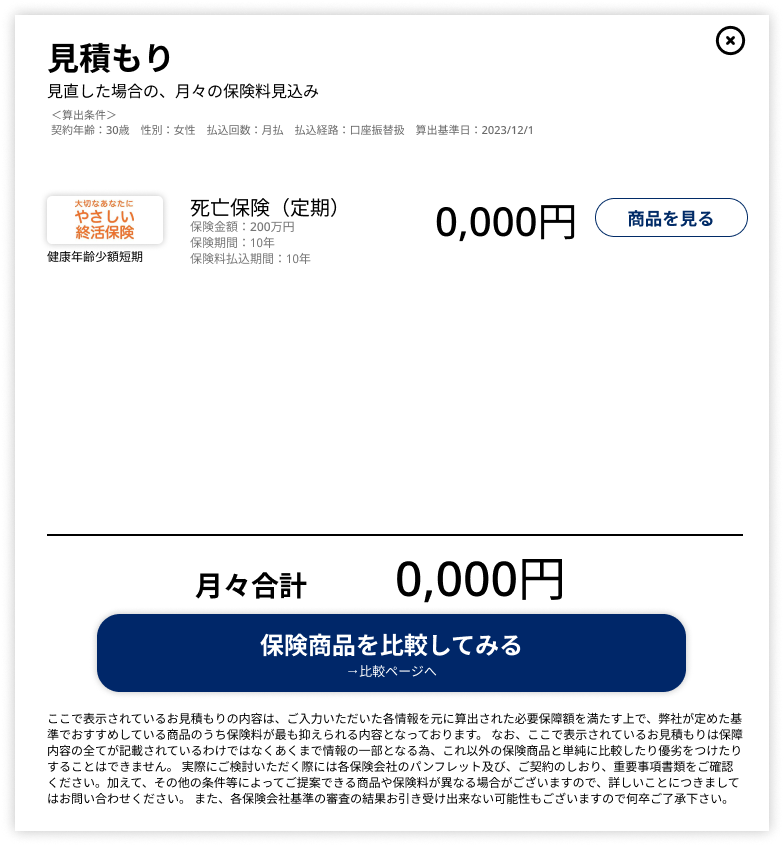 見積もり
見直した場合の、月々の保険料見込み
＜算出条件＞
契約年齢：30歳　性別：女性　払込回数：月払　払込経路：口座振替扱　算出基準日：2023/12/1
大切なあなたに
やさしい
終活保険
健康年齢少額短期
死亡保険（定期）
保険金額：200万円
保険期間：10年
保険料払込期間：10年
0,000円
商品を見る
月々合計
0,000円
保険商品を比較してみる
→比較ページへ
ここで表示されているお見積もりの内容は、ご入力いただいた各情報を元に算出された必要保障額を満たす上で、弊社が定めた基
準でおすすめしている商品のうち保険料が最も抑えられる内容となっております。 なお、ここで表示されているお見積もりは保障
内容の全てが記載されているわけではなくあくまで情報の一部となる為、これ以外の保険商品と単純に比較したり優劣をつけたり
することはできません。 実際にご検討いただく際には各保険会社のパンフレット及び、ご契約のしおり、重要事項書類をご確認
ください。加えて、その他の条件等によってご提案できる商品や保険料が異なる場合がございますので、詳しいことにつきまして
はお問い合わせください。 また、各保険会社基準の審査の結果お引き受け出来ない可能性もございますので何卒ご了承下さい。